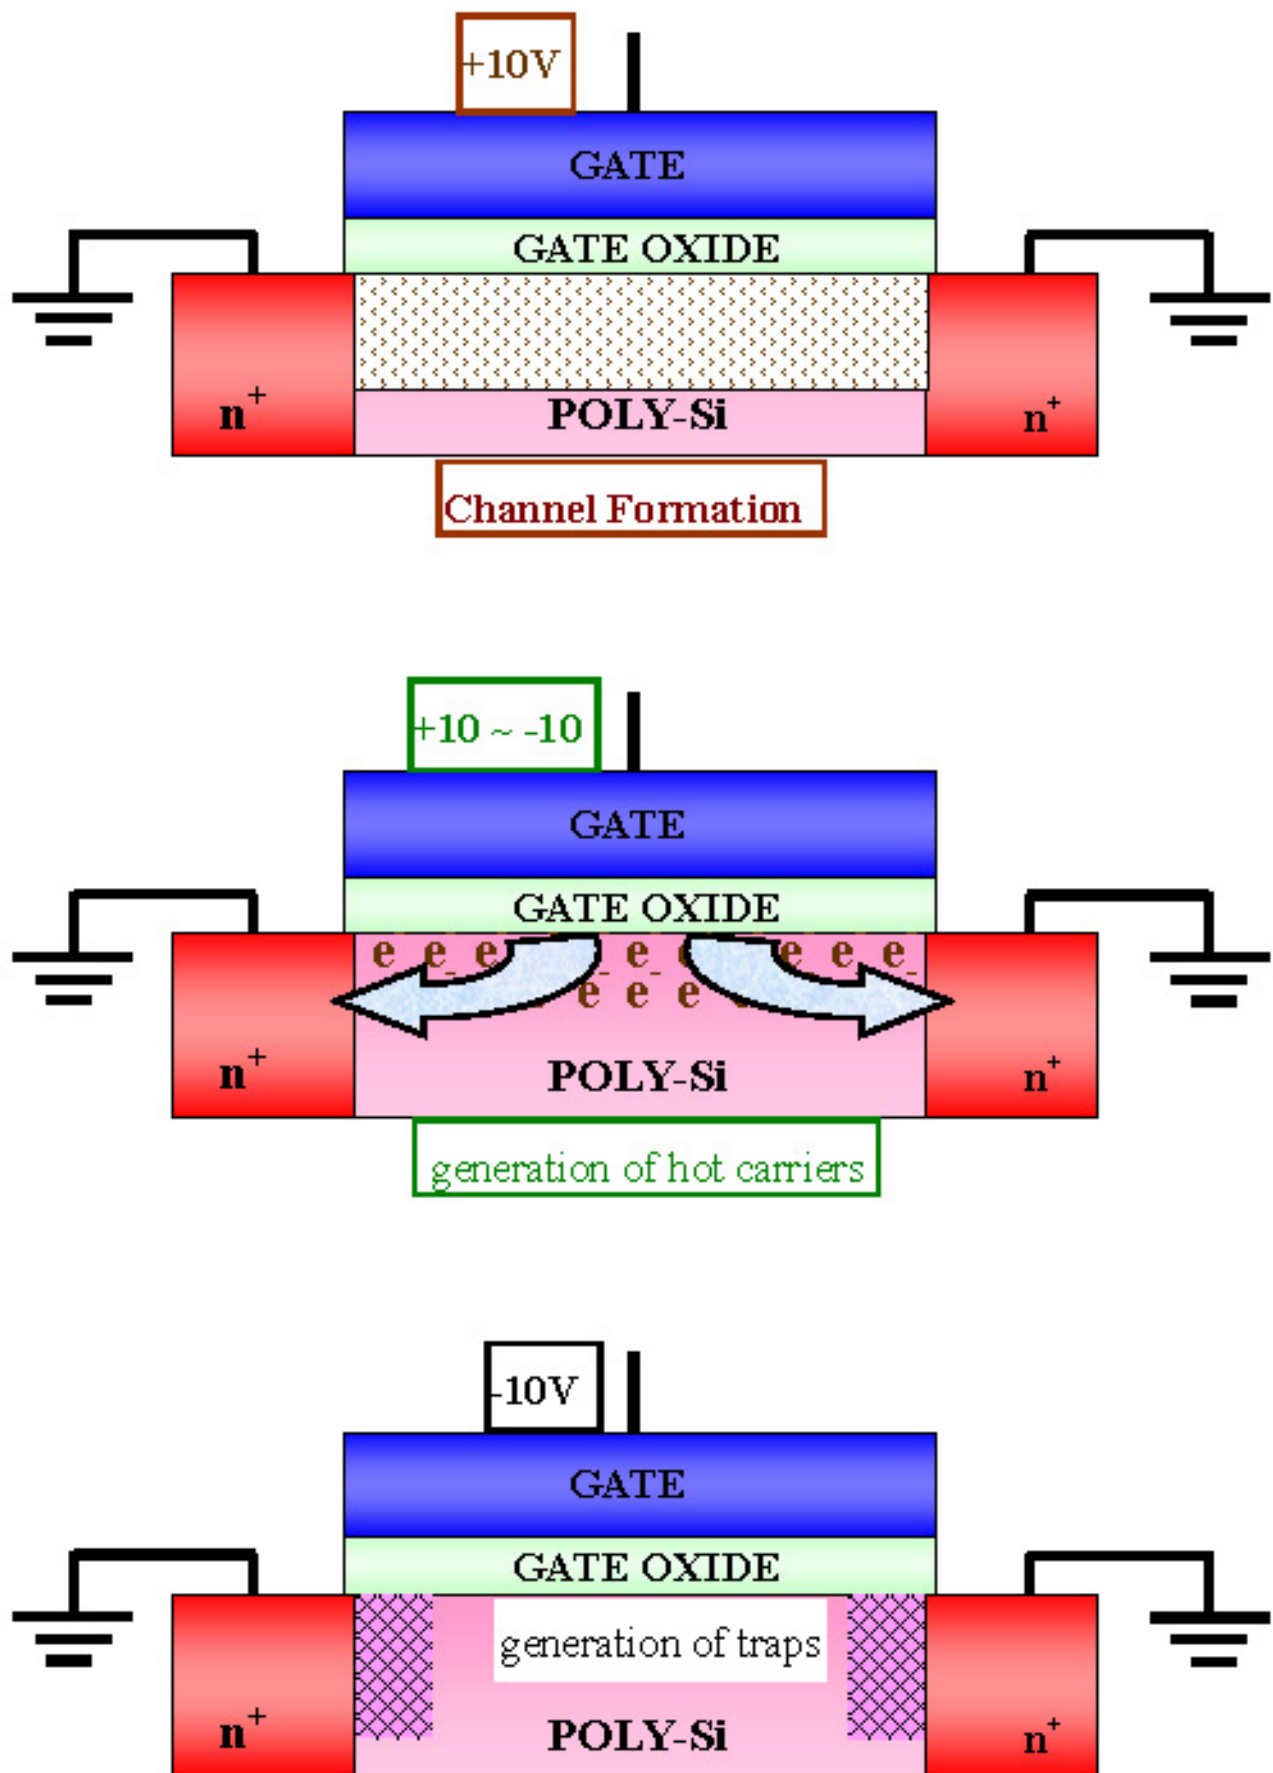 +10V
GATE
GATE OXIDE
n⁺ POLY-Si n⁺
Channel Formation
+10 ~ -10
GATE
GATE OXIDE
e e e e e e e e
e e e
n⁺ POLY-Si n⁺
generation of hot carriers
-10V
GATE
GATE OXIDE
generation of traps
n⁺ POLY-Si n⁺